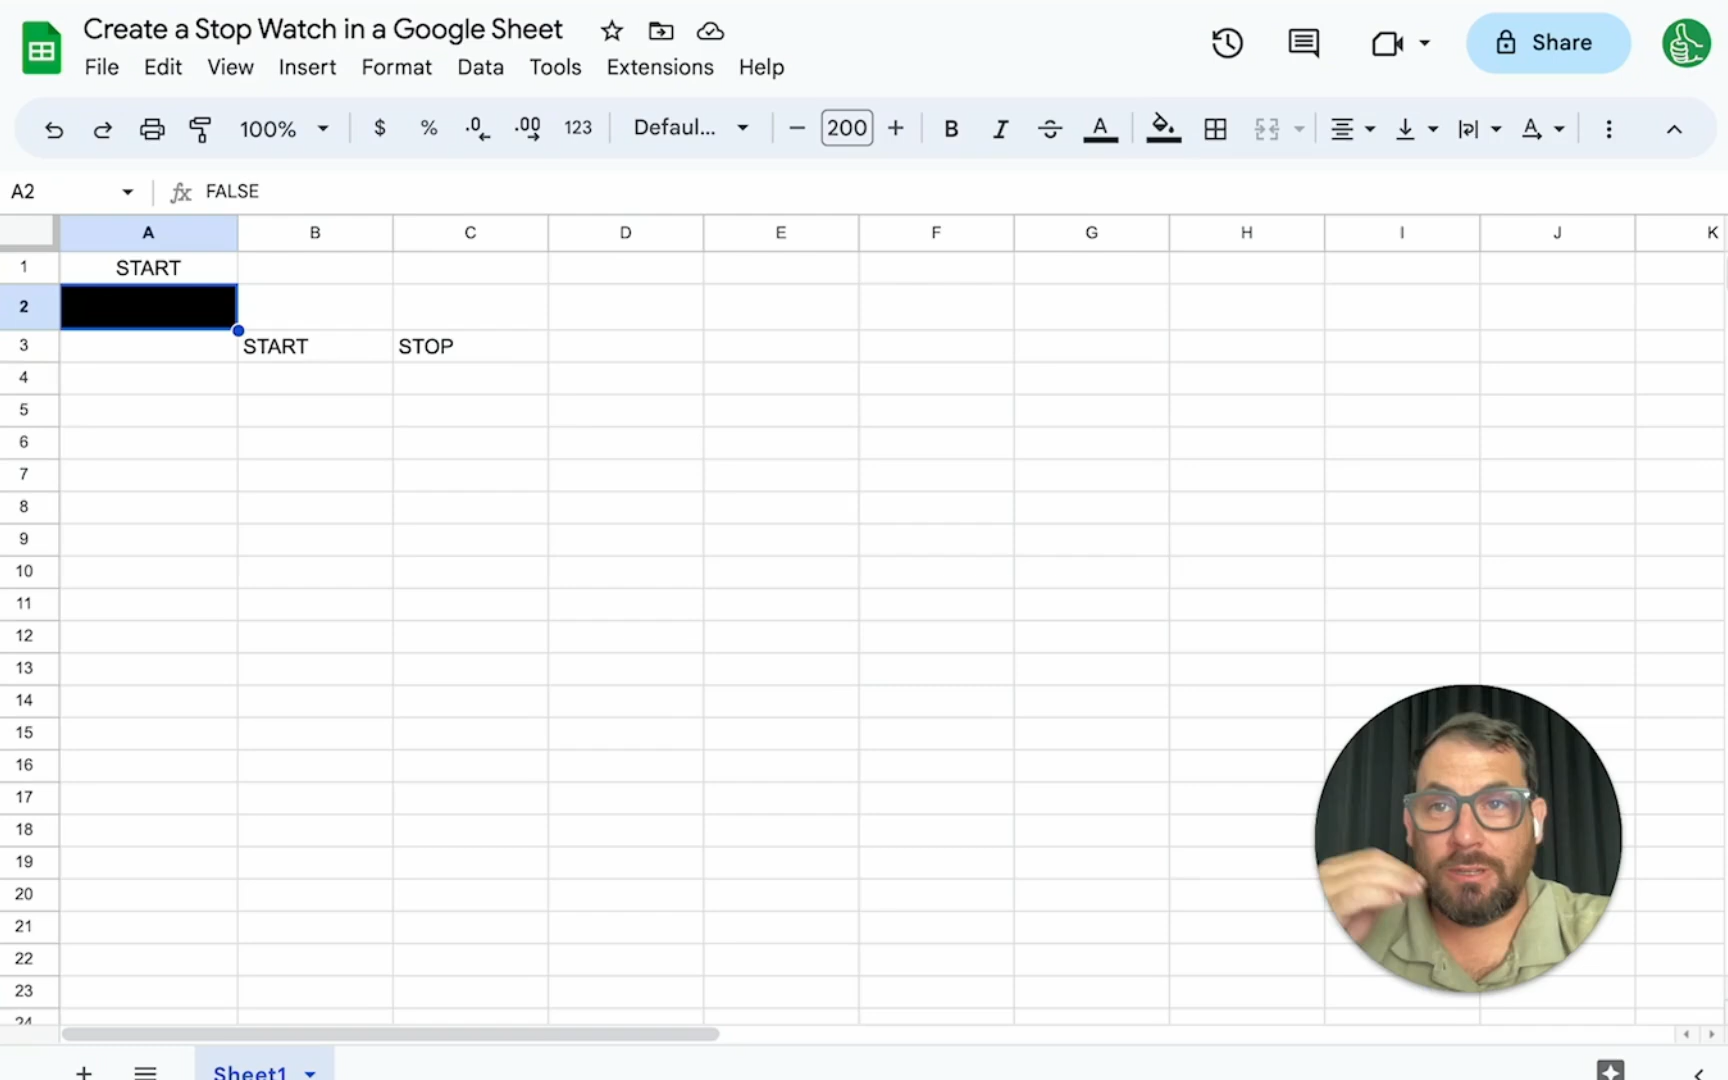 Create a Stop Watch in a Google Sheet
Share
File Edit View Insert Format Data Tools Extensions Help
100% $ % .0 .00 123 Defaul... 200 B I A A
A2 fx FALSE
A B C D E F G H I J K
1 START
2
3 START STOP
4
5
6
7
8
9
10
11
12
13
14
15
16
17
18
19
20
21
22
23
24
Sheet1